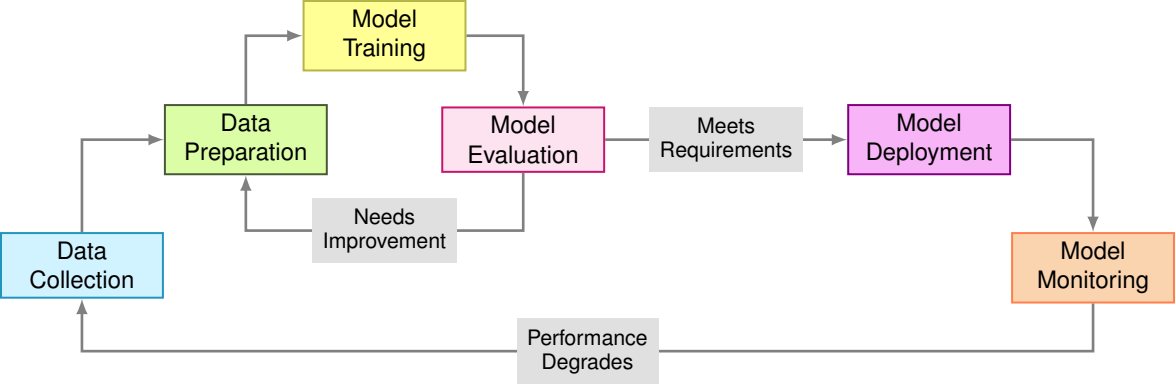 Model
Training
Data
Preparation
Model
Evaluation
Meets
Requirements
Model
Deployment
Needs
Improvement
Data
Collection
Model
Monitoring
Performance
Degrades